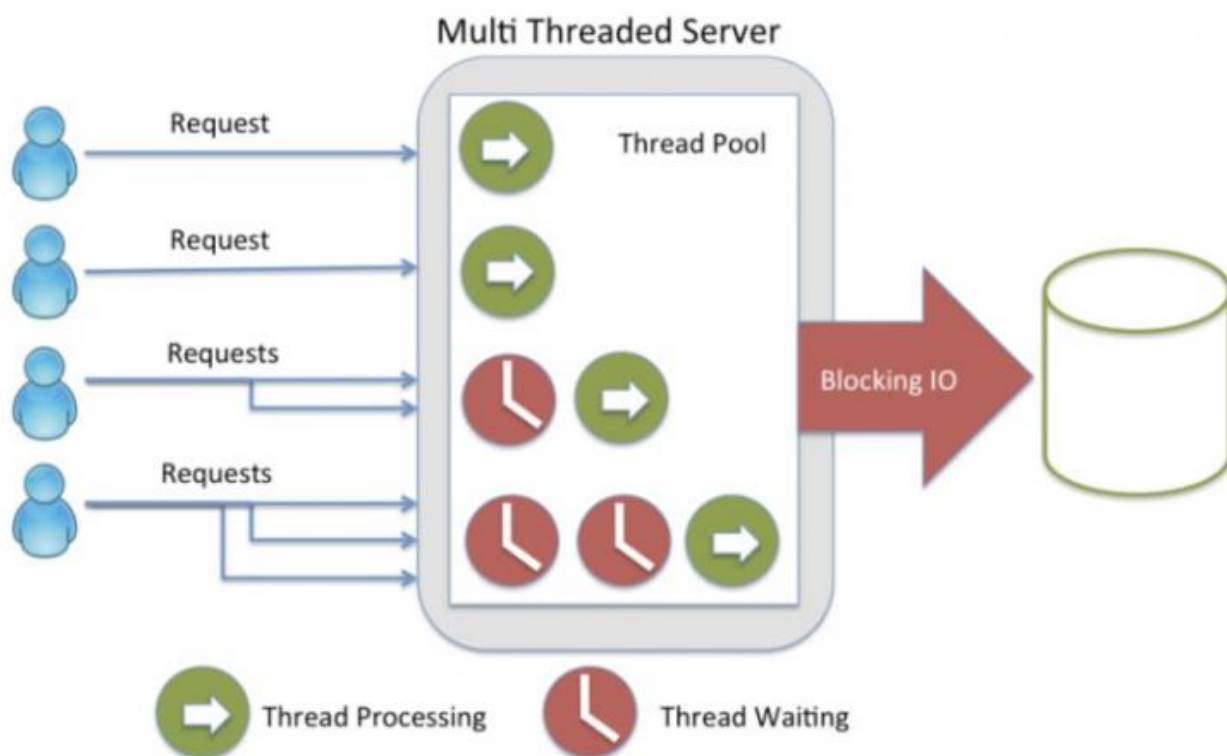 Multi Threaded Server
Request
Thread Pool
Request
Requests
Blocking IO
Requests
Thread Processing
Thread Waiting